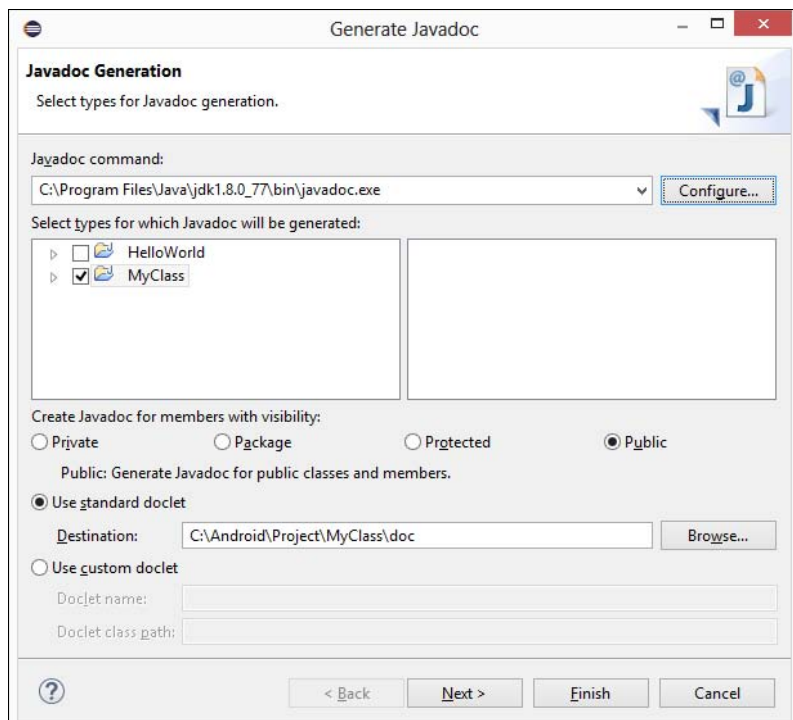 Generate Javadoc
Javadoc Generation
Select types for Javadoc generation.
@
J
Javadoc command:
C:\Program Files\Java\jdk1.8.0_77\bin\javadoc.exe
Configure...
Select types for which Javadoc will be generated:
HelloWorld
MyClass
Create Javadoc for members with visibility:
Private Package Protected Public
Public: Generate Javadoc for public classes and members.
Use standard doclet
Destination: C:\Android\Project\MyClass\doc Browse...
Use custom doclet
Doclet name:
Doclet class path:
? < Back Next > Finish Cancel